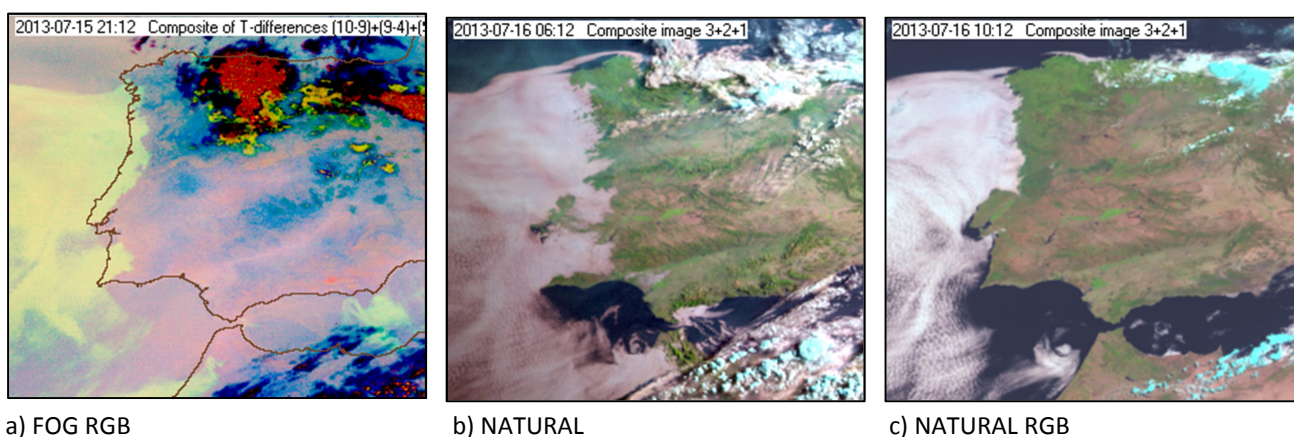 2013-07-15 21:12 Composite of T-differences (10-9)+(9-4)+(9
2013-07-16 06:12 Composite image 3+2+1
2013-07-16 10:12 Composite image 3+2+1
a) FOG RGB
b) NATURAL
c) NATURAL RGB